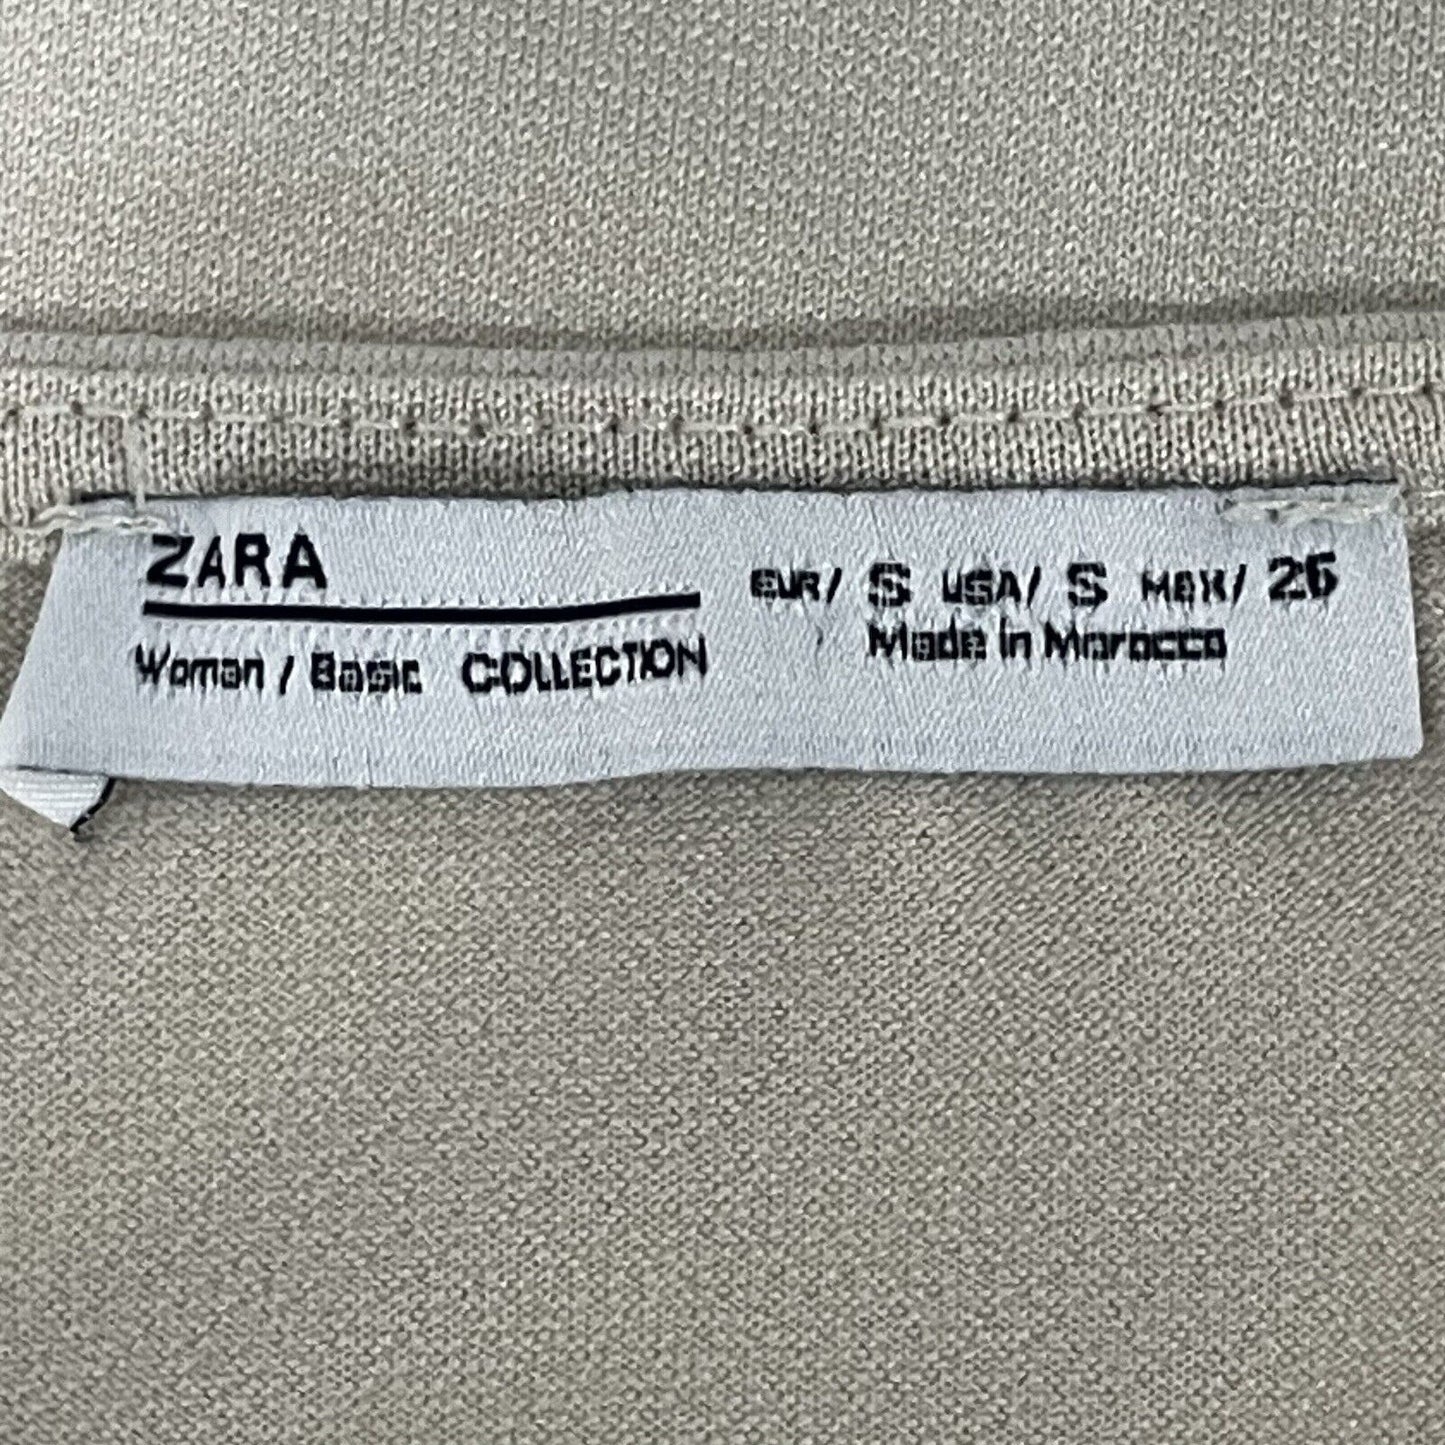 ZARA
Woman / Basic COLLECTION
EUR/ S USA/ S MEX/ 26
Made in Morocco